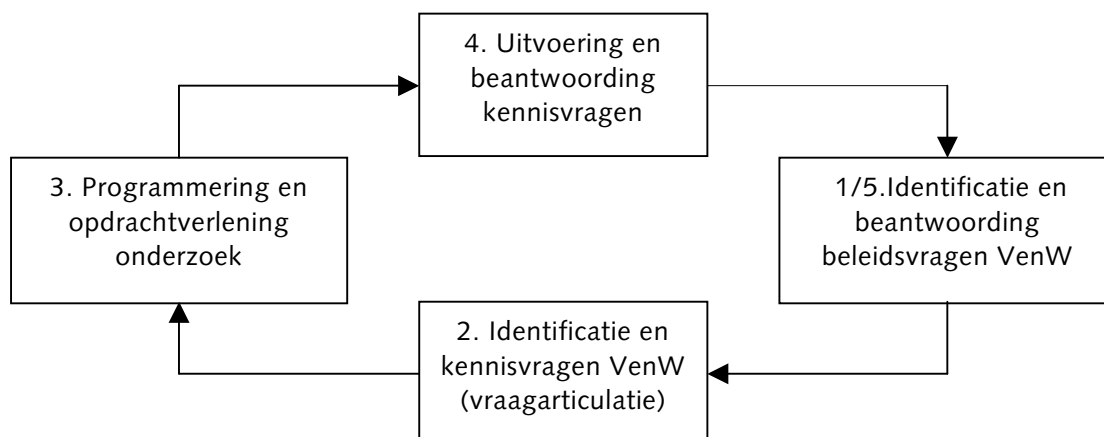 4. Uitvoering en
beantwoording
kennisvragen
3. Programmering en
opdrachtverlening
onderzoek
1/5.Identificatie en
beantwoording
beleidsvragen VenW
2. Identificatie en
kennisvragen VenW
(vraagarticulatie)